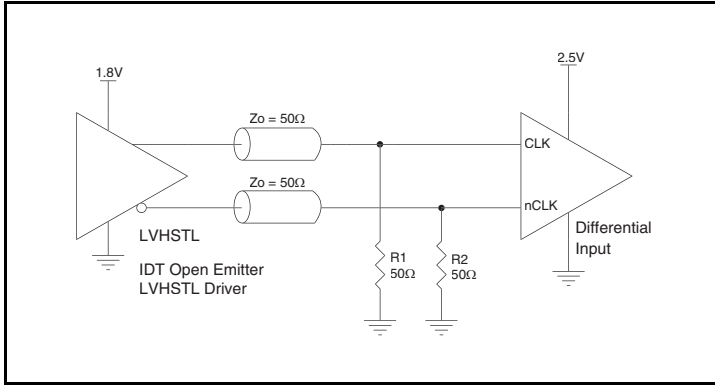 1.8V
2.5V
Zo = 50Ω
CLK
Zo = 50Ω
nCLK
LVHSTL
IDT Open Emitter
LVHSTL Driver
R1
50Ω
R2
50Ω
Differential
Input